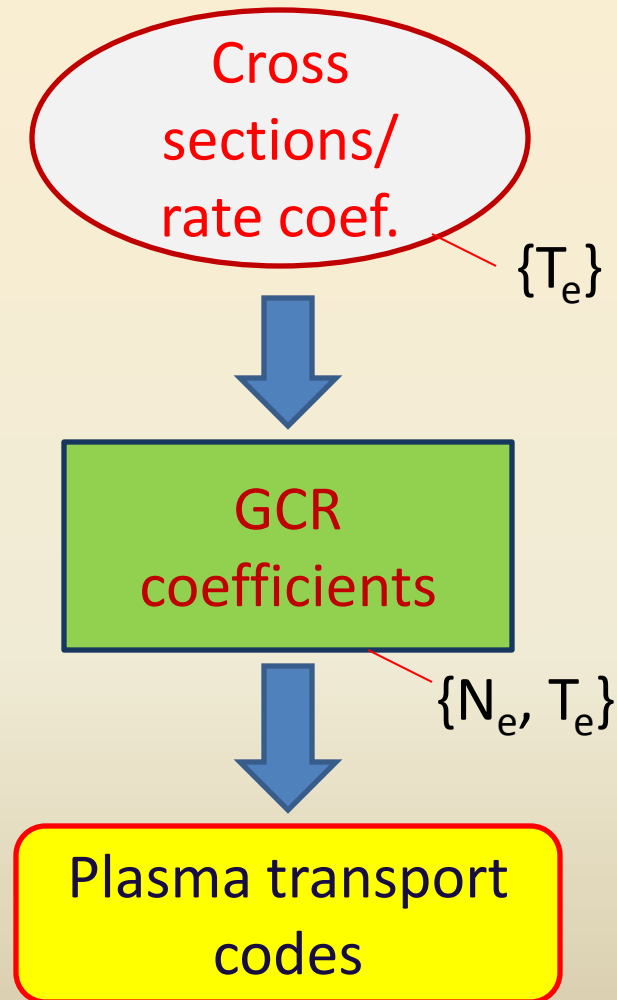 Cross
sections/
rate coef.
{Tₑ}
GCR
coefficients
{Nₑ, Tₑ}
Plasma transport
codes